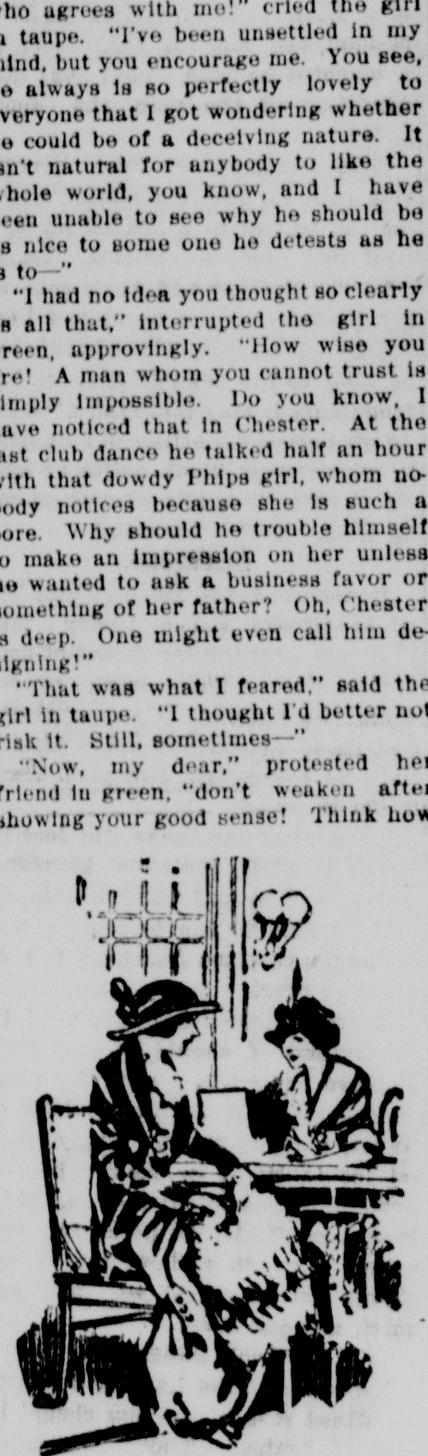 ho agrees with me!" cried the girl
n taupe. "I've been unsettled in my
ind, but you encourage me. You see,
e always is so perfectly lovely to
veryone that I got wondering whether
e could be of a deceiving nature. It
sn't natural for anybody to like the
hole world, you know, and I have
een unable to see why he should be
s nice to some one he detests as he
s to—"
"I had no idea you thought so clearly
s all that," interrupted the girl in
reen, approvingly. "How wise you
re! A man whom you cannot trust is
imply impossible. Do you know, I
ave noticed that in Chester. At the
ast club dance he talked half an hour
with that dowdy Phips girl, whom no-
ody notices because she is such a
ore. Why should he trouble himself
o make an impression on her unless
he wanted to ask a business favor or
something of her father? Oh, Chester
s deep. One might even call him de-
signing!"
"That was what I feared," said the
girl in taupe. "I thought I'd better not
risk it. Still, sometimes—"
"Now, my dear," protested her
friend in green, "don't weaken after
showing your good sense! Think how